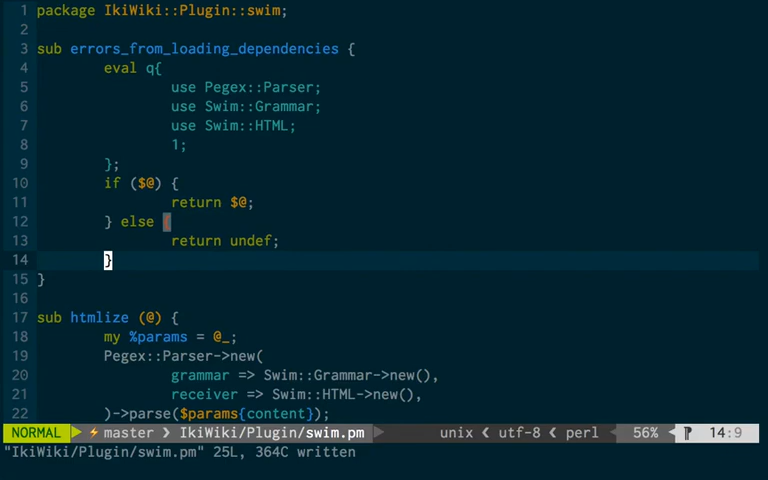 1 package IkiWiki::Plugin::swim;
2
3 sub errors_from_loading_dependencies {
4 eval q{
5 use Pegex::Parser;
6 use Swim::Grammar;
7 use Swim::HTML;
8 1;
9 };
10 if ($@) {
11 return $@;
12 } else {
13 return undef;
14 }
15 }
16
17 sub htmlize (@) {
18 my %params = @_;
19 Pegex::Parser->new(
20 grammar => Swim::Grammar->new(),
21 receiver => Swim::HTML->new(),
22 )->parse($params{content});
NORMAL master IkiWiki/Plugin/swim.pm unix utf-8 perl 56% 14:9
"IkiWiki/Plugin/swim.pm" 25L, 364C written